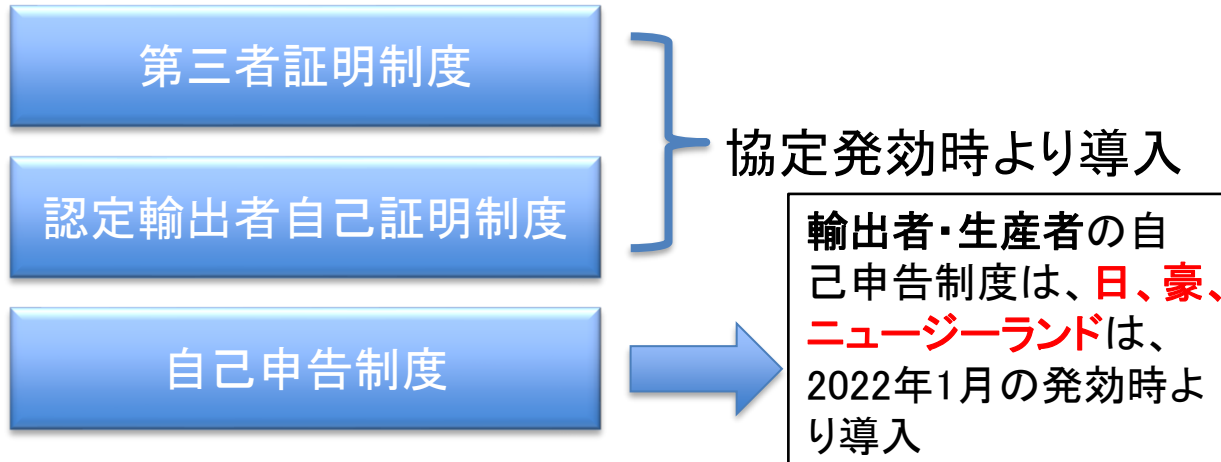 第三者証明制度
認定輸出者自己証明制度
協定発効時より導入
自己申告制度
輸出者・生産者の自
己申告制度は、日、豪、
ニュージーランドは、
2022年1月の発効時よ
り導入